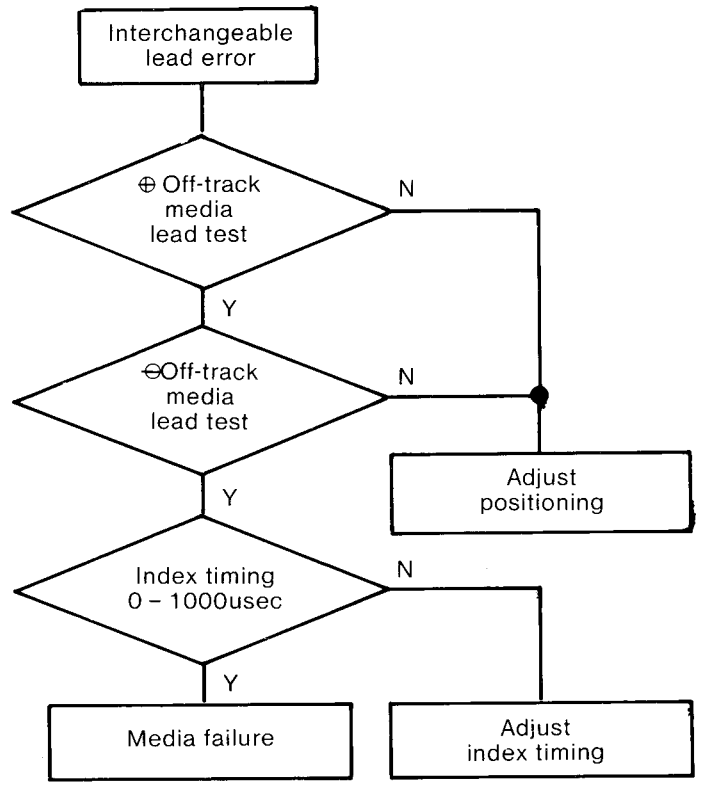 Interchangeable
lead error
⊕ Off-track
media
lead test
N
Y
⊖Off-track
media
lead test
N
Adjust
positioning
Y
Index timing
0 – 1000usec
N
Y
Media failure
Adjust
index timing